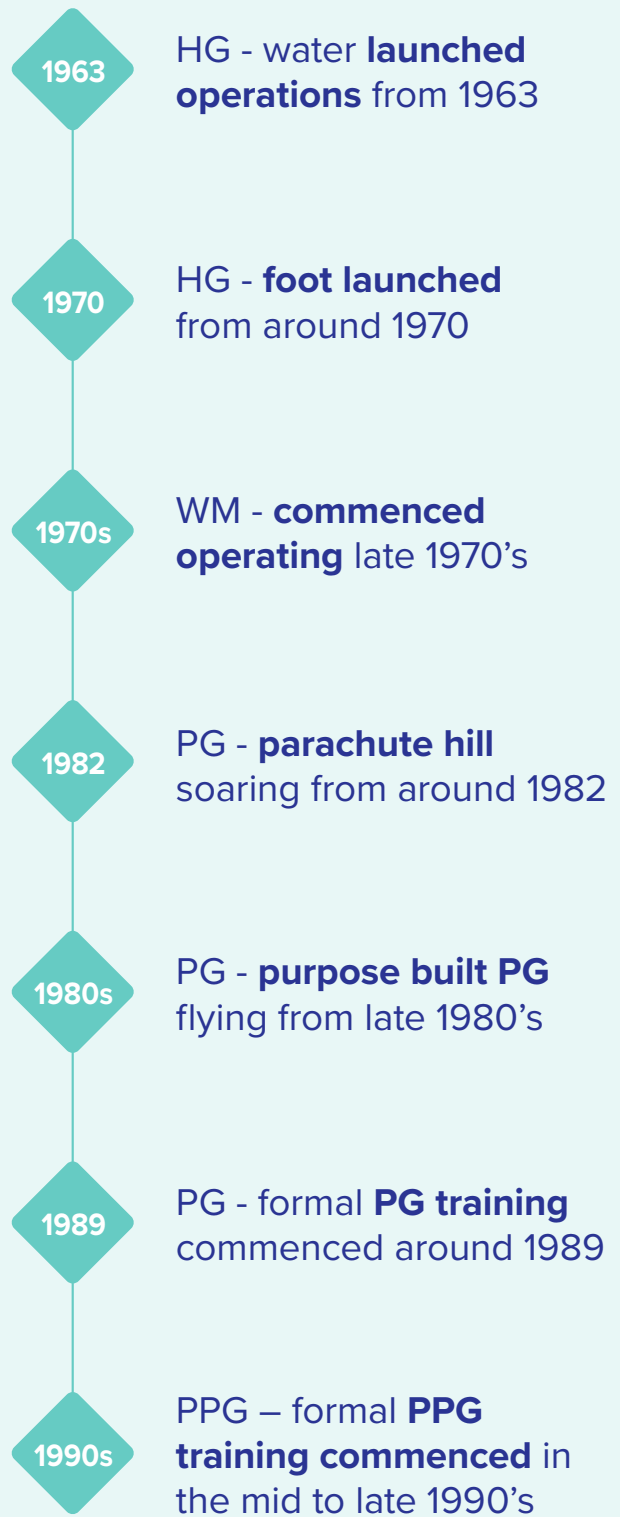 1963
HG - water launched
operations from 1963
1970
HG - foot launched
from around 1970
1970s
WM - commenced
operating late 1970’s
1982
PG - parachute hill
soaring from around 1982
1980s
PG - purpose built PG
flying from late 1980’s
1989
PG - formal PG training
commenced around 1989
1990s
PPG – formal PPG
training commenced in
the mid to late 1990’s